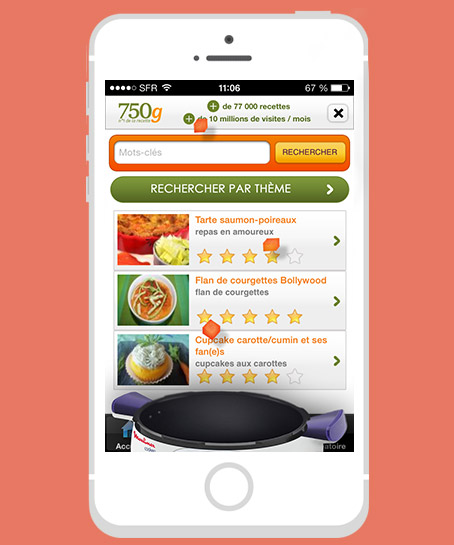 SFR 11:06 67 %
750g
n°1 de la recette
+ de 77 000 recettes
+ de 10 millions de visites / mois
Mots-clés
RECHERCHER
RECHERCHER PAR THÈME
Tarte saumon-poireaux
repas en amoureux
Flan de courgettes Bollywood
flan de courgettes
Cupcake carotte/cumin et ses
fan(e)s
cupcakes aux carottes
Moulinex
Acc
atoire